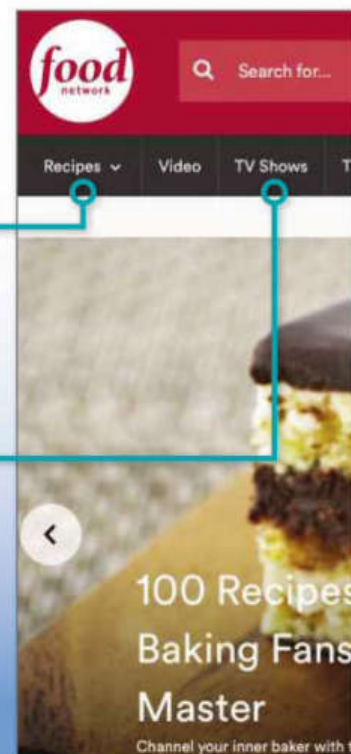 food
network
Search for...
Recipes Video TV Shows T
100 Recipes
Baking Fans
Master
Channel your inner baker with